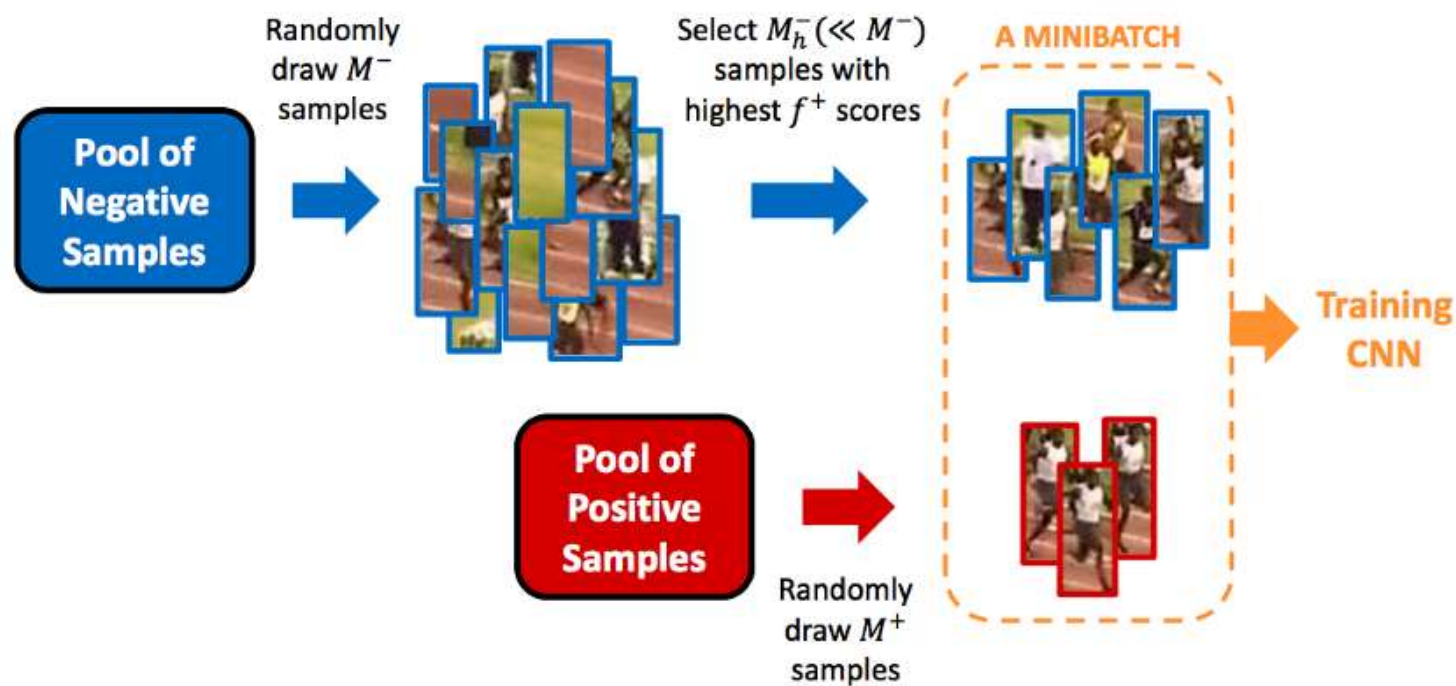 Randomly
draw M⁻
samples
Select M_h⁻(≪ M⁻)
samples with
highest f⁺ scores
A MINIBATCH
Pool of
Negative
Samples
Training
CNN
Pool of
Positive
Samples
Randomly
draw M⁺
samples